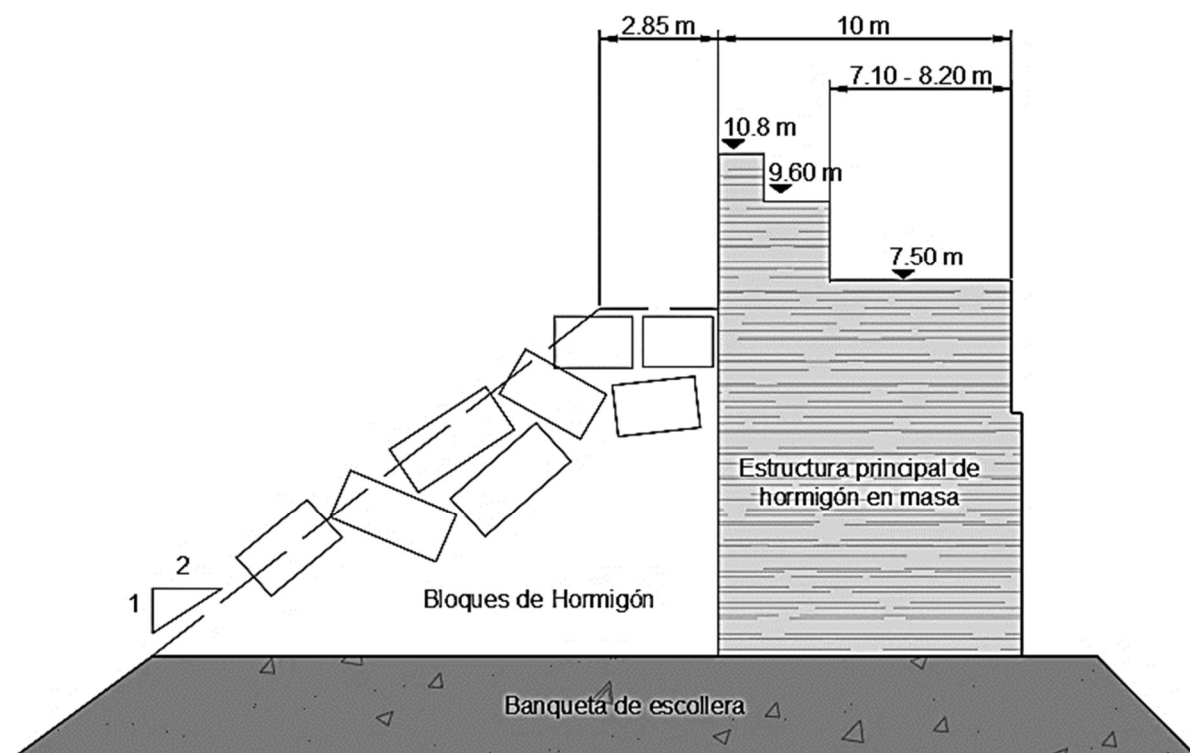 2.85 m
10 m
7.10 - 8.20 m
10.8 m
9.60 m
7.50 m
Estructura principal de
hormigón en masa
2
1
Bloques de Hormigón
Banqueta de escollera